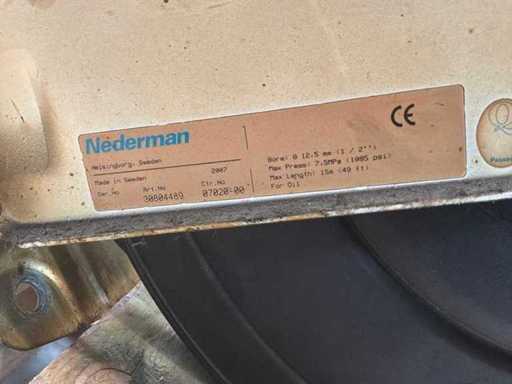 Nederman
Helsingborg, Sweden
2007
Made in Sweden
Ser.No Art.No Ctr.No
30804489 07020-00
Bore: Ø 12.5 mm (1 / 2'')
Max Press: 7.5MPa (1085 PSI)
Max Length: 15m (49 ft)
For Oil
CE